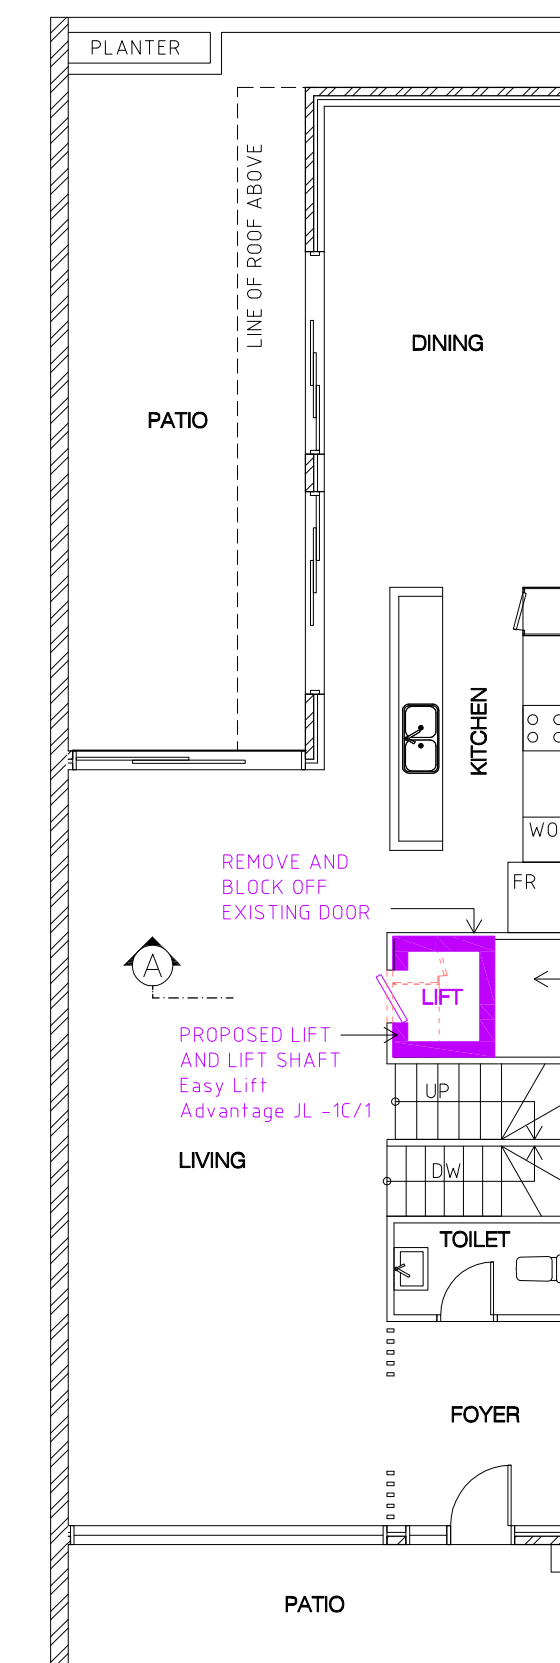 PLANTER
LINE OF ROOF ABOVE
DINING
PATIO
KITCHEN
WO
FR
REMOVE AND
BLOCK OFF
EXISTING DOOR
A
LIFT
PROPOSED LIFT
AND LIFT SHAFT
Easy Lift
Advantage JL -1C/1
UP
LIVING
DW
TOILET
FOYER
PATIO